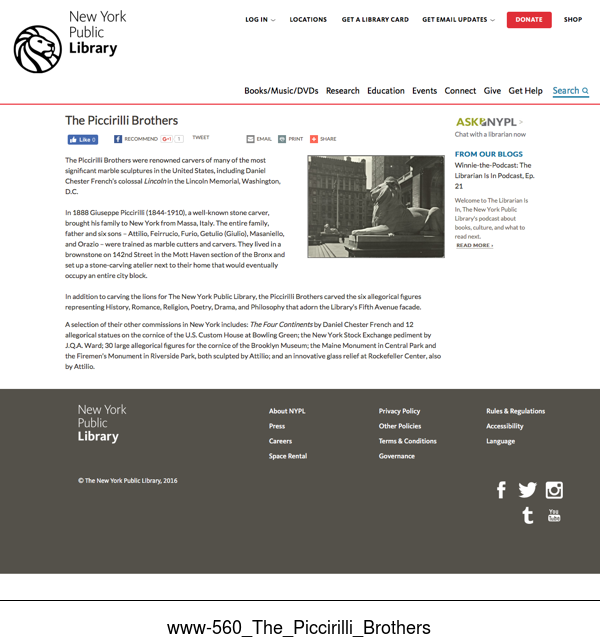 New York
Public
Library
LOG IN
LOCATIONS
GET A LIBRARY CARD
GET EMAIL UPDATES
DONATE
SHOP
Books/Music/DVDs Research Education Events Connect Give Get Help Search
The Piccirilli Brothers
Like 0
RECOMMEND
G+1
1
TWEET
EMAIL
PRINT
SHARE
The Piccirilli Brothers were renowned carvers of many of the most
significant marble sculptures in the United States, including Daniel
Chester French's colossal Lincoln in the Lincoln Memorial, Washington,
D.C.
In 1888 Giuseppe Piccirilli (1844-1910), a well-known stone carver,
brought his family to New York from Massa, Italy. The entire family,
father and six sons – Attilio, Feirrucio, Furio, Getulio (Giulio), Masaniello,
and Orazio – were trained as marble cutters and carvers. They lived in a
brownstone on 142nd Street in the Mott Haven section of the Bronx and
set up a stone-carving atelier next to their home that would eventually
occupy an entire city block.
In addition to carving the lions for The New York Public Library, the Piccirilli Brothers carved the six allegorical figures
representing History, Romance, Religion, Poetry, Drama, and Philosophy that adorn the Library's Fifth Avenue facade.
A selection of their other commissions in New York includes: The Four Continents by Daniel Chester French and 12
allegorical statues on the cornice of the U.S. Custom House at Bowling Green; the New York Stock Exchange pediment by
J.Q.A. Ward; 30 large allegorical figures for the cornice of the Brooklyn Museum; the Maine Monument in Central Park and
the Firemen's Monument in Riverside Park, both sculpted by Attilio; and an innovative glass relief at Rockefeller Center, also
by Attilio.
ASK NYPL >
Chat with a librarian now
FROM OUR BLOGS
Winnie-the-Podcast: The
Librarian Is In Podcast, Ep.
21
Welcome to The Librarian Is
In, The New York Public
Library's podcast about
books, culture, and what to
read next.
READ MORE ›
New York
Public
Library
© The New York Public Library, 2016
About NYPL
Press
Careers
Space Rental
Privacy Policy
Other Policies
Terms & Conditions
Governance
Rules & Regulations
Accessibility
Language
You
Tube
www-560_The_Piccirilli_Brothers